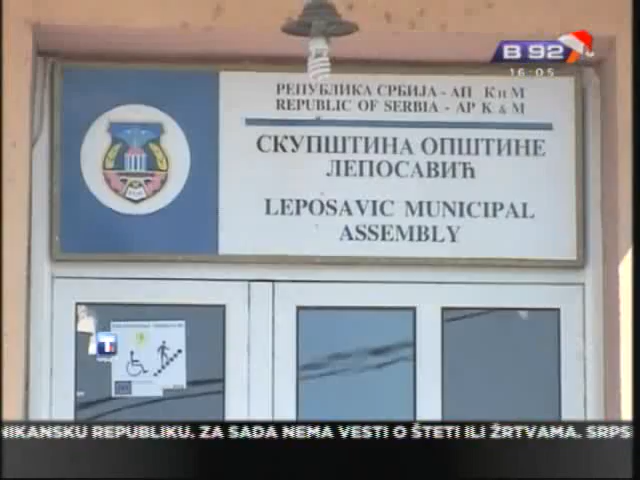 B 92
16:05
РЕПУБЛИКА СРБИЈА - АП К и М
REPUBLIC OF SERBIA - AP K & M
СКУПШТИНА ОПШТИНЕ
ЛЕПОСАВИЋ
LEPOSAVIC MUNICIPAL
ASSEMBLY
T
NIKANSKU REPUBLIKU. ZA SADA NEMA VESTI O ŠTETI ILI ŽRTVAMA. SRPS